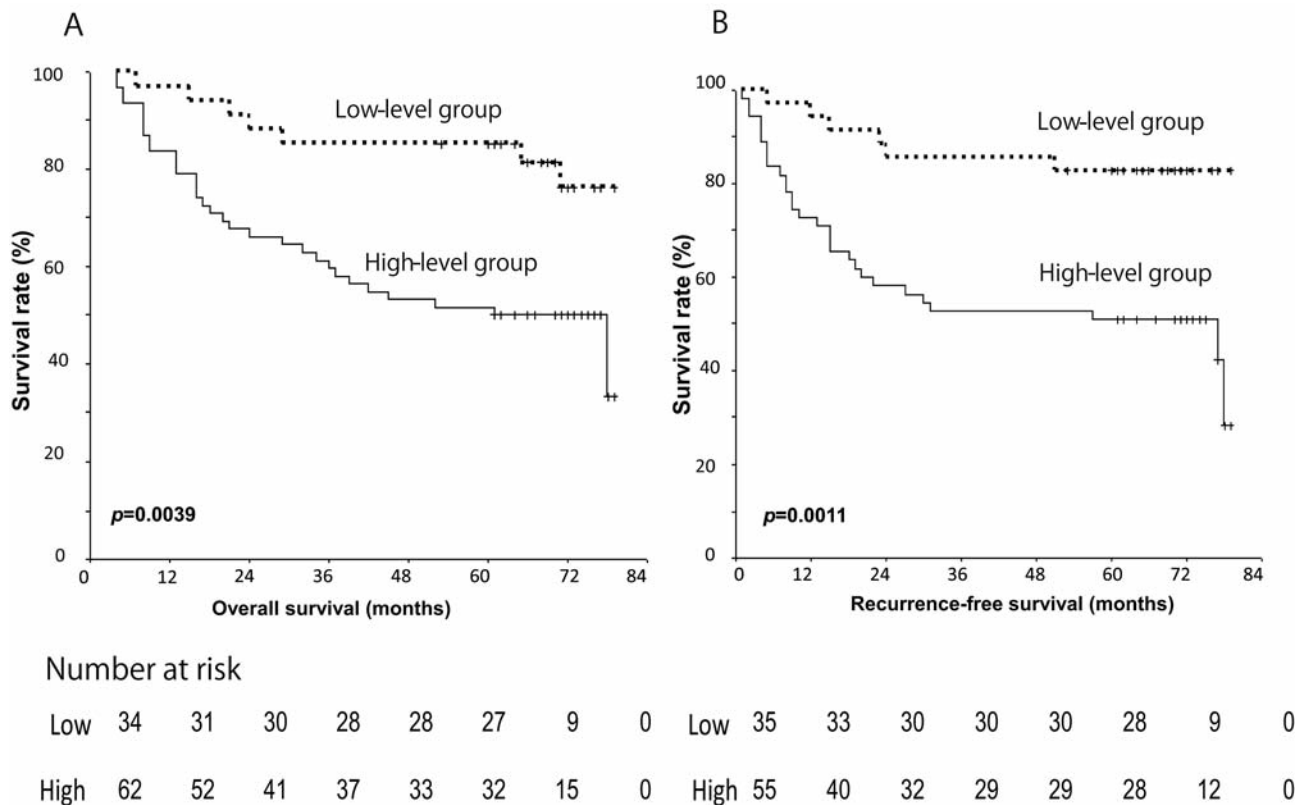 A
100
80
60
40
20
0
Survival rate (%)
Low-level group
High-level group
p=0.0039
0 12 24 36 48 60 72 84
Overall survival (months)
B
100
80
60
40
20
0
Survival rate (%)
Low-level group
High-level group
p=0.0011
0 12 24 36 48 60 72 84
Recurrence-free survival (months)
Number at risk
Low 34 31 30 28 28 27 9 0
High 62 52 41 37 33 32 15 0
Low 35 33 30 30 30 28 9 0
High 55 40 32 29 29 28 12 0